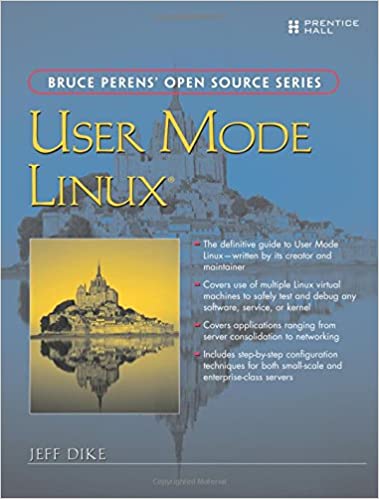 PRENTICE
HALL
BRUCE PERENS' OPEN SOURCE SERIES
USER MODE
LINUX®
The definitive guide to User Mode
Linux—written by its creator and
maintainer
Covers use of multiple Linux virtual
machines to safely test and debug any
software, service, or kernel
Covers applications ranging from
server consolidation to networking
Includes step-by-step configuration
techniques for both small-scale and
enterprise-class servers
JEFF DIKE
Copyrighted Material